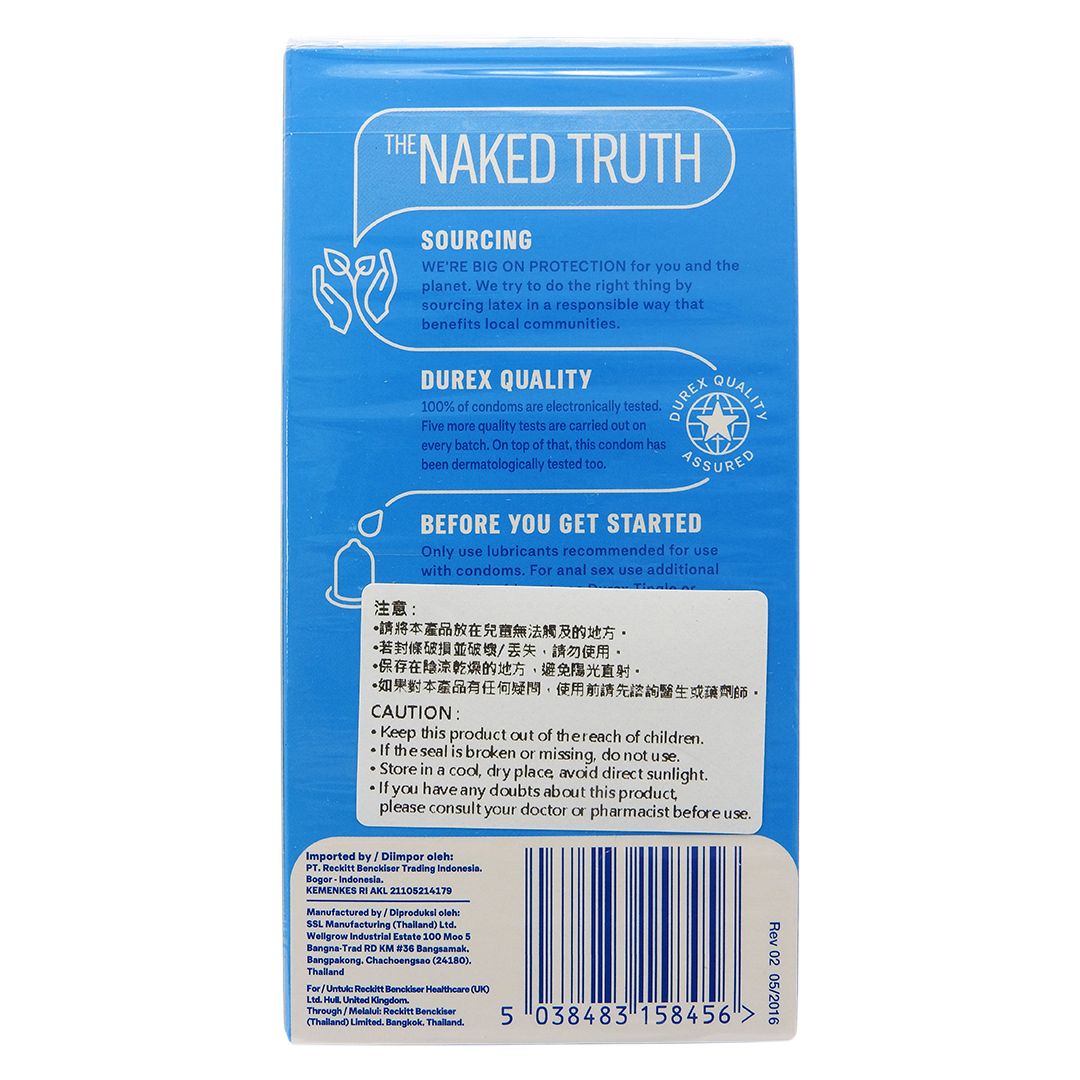 THE NAKED TRUTH
SOURCING
WE'RE BIG ON PROTECTION for you and the
planet. We try to do the right thing by
sourcing latex in a responsible way that
benefits local communities.
DUREX QUALITY
100% of condoms are electronically tested.
Five more quality tests are carried out on
every batch. On top of that, this condom has
been dermatologically tested too.
DUREX QUALITY
ASSURED
BEFORE YOU GET STARTED
Only use lubricants recommended for use
with condoms. For anal sex use additional
Durex Tingle or
注意:
•請將本產品放在兒童無法觸及的地方。
•若封條破損並破壞/丟失,請勿使用。
•保存在陰涼乾燥的地方,避免陽光直射。
•如果對本產品有任何疑問,使用前請先諮詢醫生或藥劑師。
CAUTION:
• Keep this product out of the reach of children.
• If the seal is broken or missing, do not use.
• Store in a cool, dry place, avoid direct sunlight.
• If you have any doubts about this product,
please consult your doctor or pharmacist before use.
Imported by / Diimpor oleh:
PT. Reckitt Benckiser Trading Indonesia.
Bogor - Indonesia.
KEMENKES RI AKL 21105214179
Manufactured by / Diproduksi oleh:
SSL Manufacturing (Thailand) Ltd.
Wellgrow Industrial Estate 100 Moo 5
Bangna-Trad RD KM #36 Bangsamak.
Bangpakong. Chachoengsao (24180).
Thailand
For / Untuk: Reckitt Benckiser Healthcare (UK)
Ltd. Hull. United Kingdom.
Through / Melalui: Reckitt Benckiser
(Thailand) Limited. Bangkok. Thailand.
5 038483 158456 >
Rev 02 05/2016